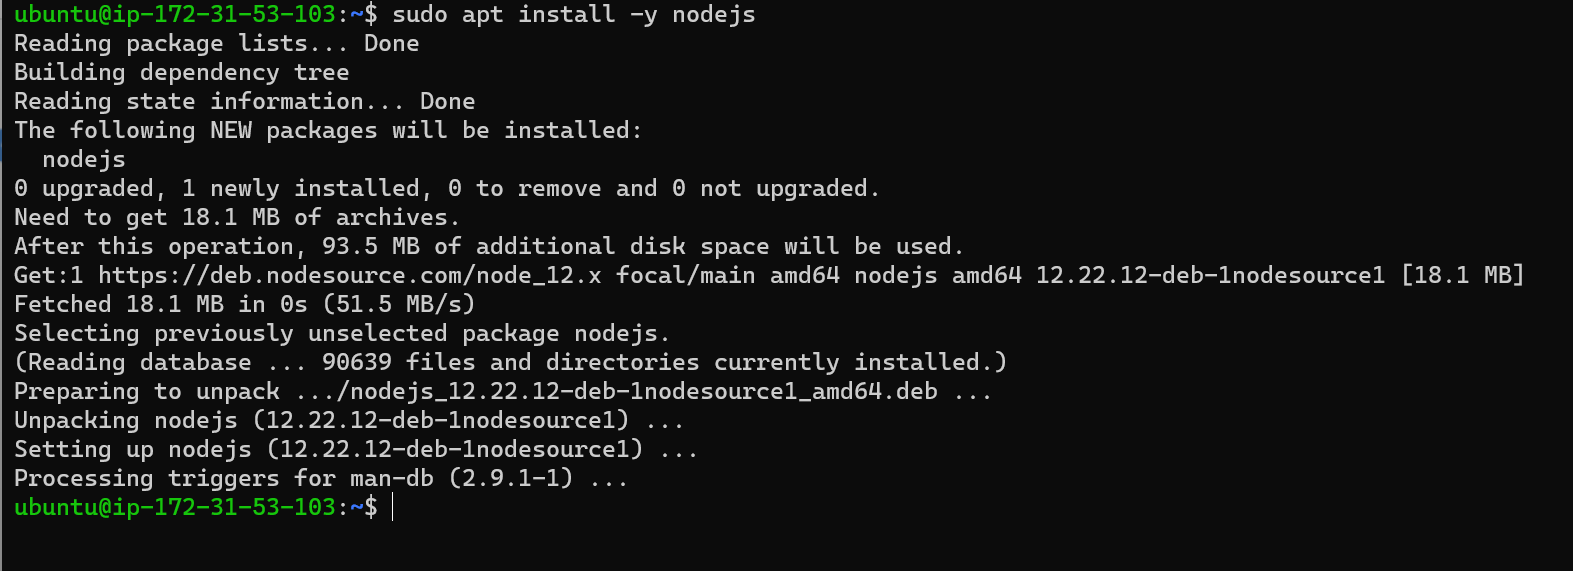 ubuntu@ip-172-31-53-103:~$ sudo apt install -y nodejs
Reading package lists... Done
Building dependency tree
Reading state information... Done
The following NEW packages will be installed:
  nodejs
0 upgraded, 1 newly installed, 0 to remove and 0 not upgraded.
Need to get 18.1 MB of archives.
After this operation, 93.5 MB of additional disk space will be used.
Get:1 https://deb.nodesource.com/node_12.x focal/main amd64 nodejs amd64 12.22.12-deb-1nodesource1 [18.1 MB]
Fetched 18.1 MB in 0s (51.5 MB/s)
Selecting previously unselected package nodejs.
(Reading database ... 90639 files and directories currently installed.)
Preparing to unpack .../nodejs_12.22.12-deb-1nodesource1_amd64.deb ...
Unpacking nodejs (12.22.12-deb-1nodesource1) ...
Setting up nodejs (12.22.12-deb-1nodesource1) ...
Processing triggers for man-db (2.9.1-1) ...
ubuntu@ip-172-31-53-103:~$